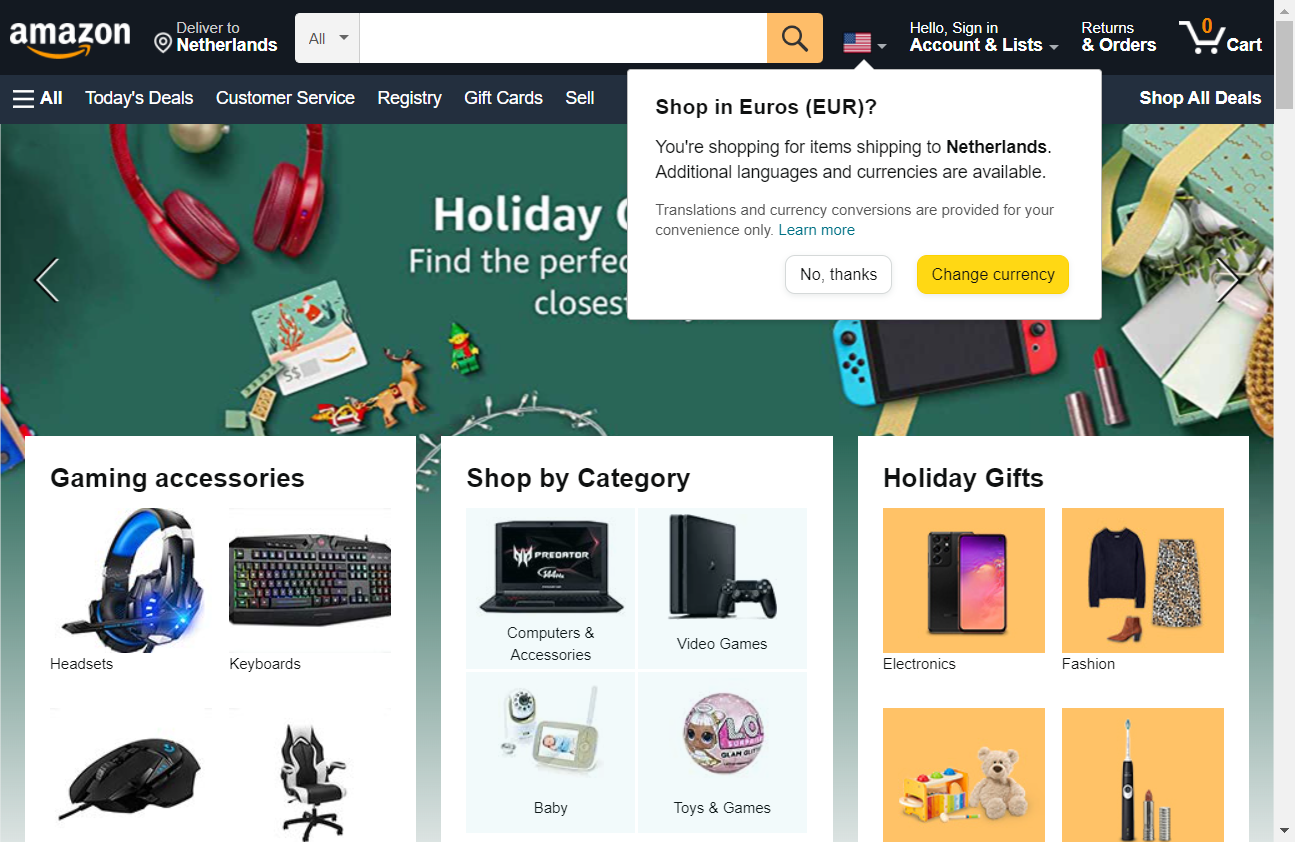 amazon
Deliver to
Netherlands
All
Hello, Sign in
Account & Lists
Returns
& Orders
0
Cart
All
Today's Deals
Customer Service
Registry
Gift Cards
Sell
Shop All Deals
Shop in Euros (EUR)?
You're shopping for items shipping to Netherlands.
Additional languages and currencies are available.
Translations and currency conversions are provided for your
convenience only. Learn more
No, thanks
Change currency
Holiday
Find the
closest
S$
Gaming accessories
Headsets
Keyboards
Shop by Category
PREDATOR
144Hz
Computers &
Accessories
Video Games
Baby
L.O.L.
SURPRISE
GLAM GLITTER
Toys & Games
Holiday Gifts
Electronics
Fashion